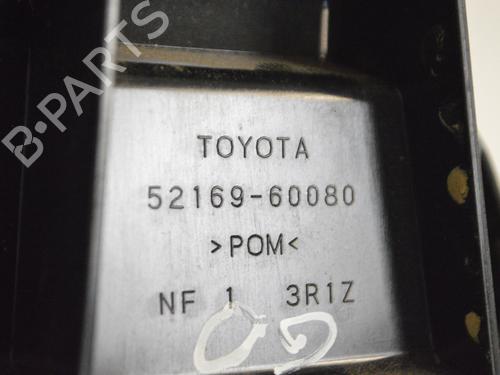 B-PARTS
TOYOTA
52169-60080
>POM<
NF 1 3R1Z